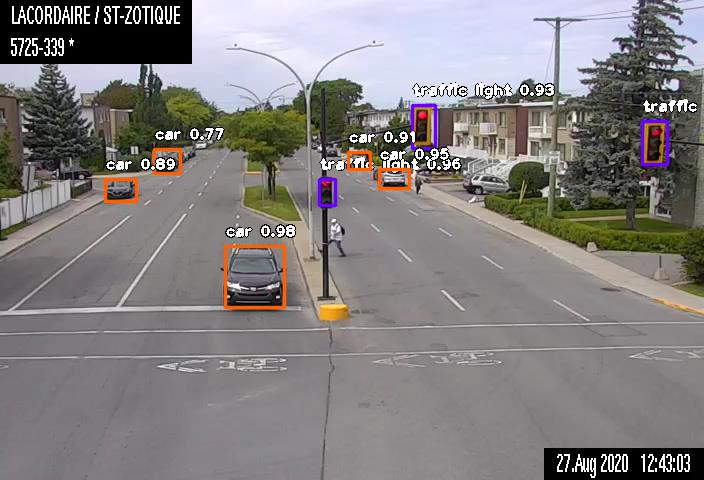 LACORDAIRE / ST-ZOTIQUE
5725-339 *
traffic light 0.93
traffic
car 0.77
car 0.91
car 0.89
car 0.95
traffic light 0.96
car 0.98
27.Aug 2020 12:43:03